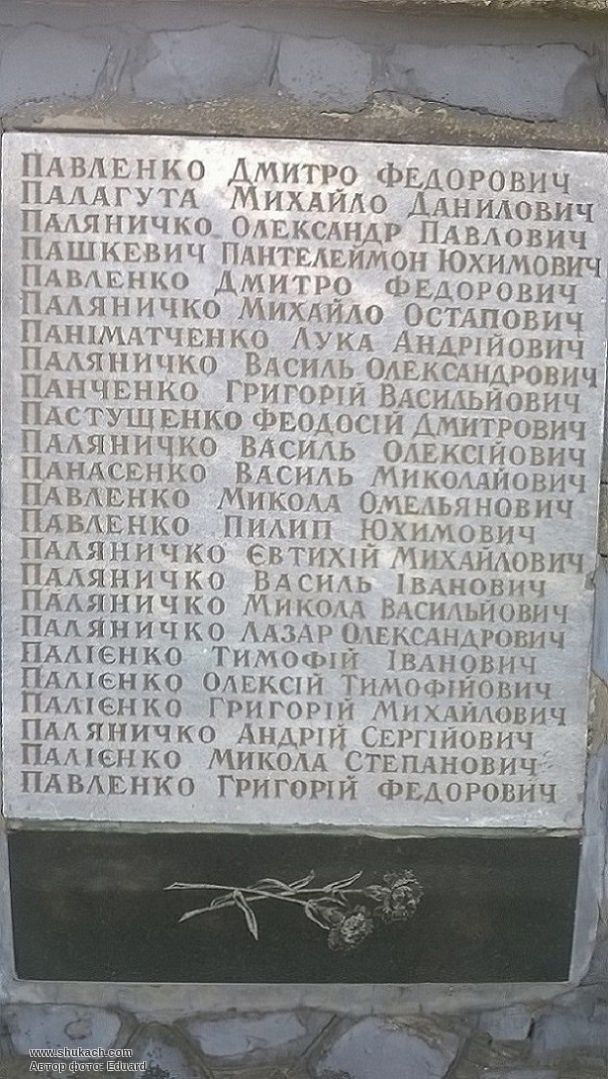 Павленко Дмитро Федорович
Палагута Михайло Данилович
Паляничко Олександр Павлович
Пашкевич Пантелеймон Юхимович
Павленко Дмитро Федорович
Паляничко Михайло Остапович
Паніматченко Лука Андрійович
Паляничко Василь Олександрович
Панченко Григорій Васильйович
Пастущенко Феодосій Дмитрович
Паляничко Василь Олексійович
Панасенко Василь Миколайович
Павленко Микола Омельянович
Павленко Пилип Юхимович
Паляничко Євтихій Михайлович
Паляничко Василь Іванович
Паляничко Микола Васильйович
Паляничко Лазар Олександрович
Палієнко Тимофій Іванович
Палієнко Олексій Тимофійович
Палієнко Григорій Михайлович
Паляничко Андрій Сергійович
Палієнко Микола Степанович
Павленко Григорій Федорович
www.shukach.com
Автор фото: Eduard